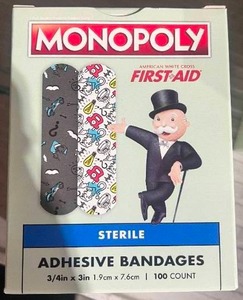 MONOPOLY
AMERICAN WHITE CROSS
FIRST★AID
STERILE
ADHESIVE BANDAGES
3/4in x 3in 1.9cm x 7.6cm | 100 COUNT